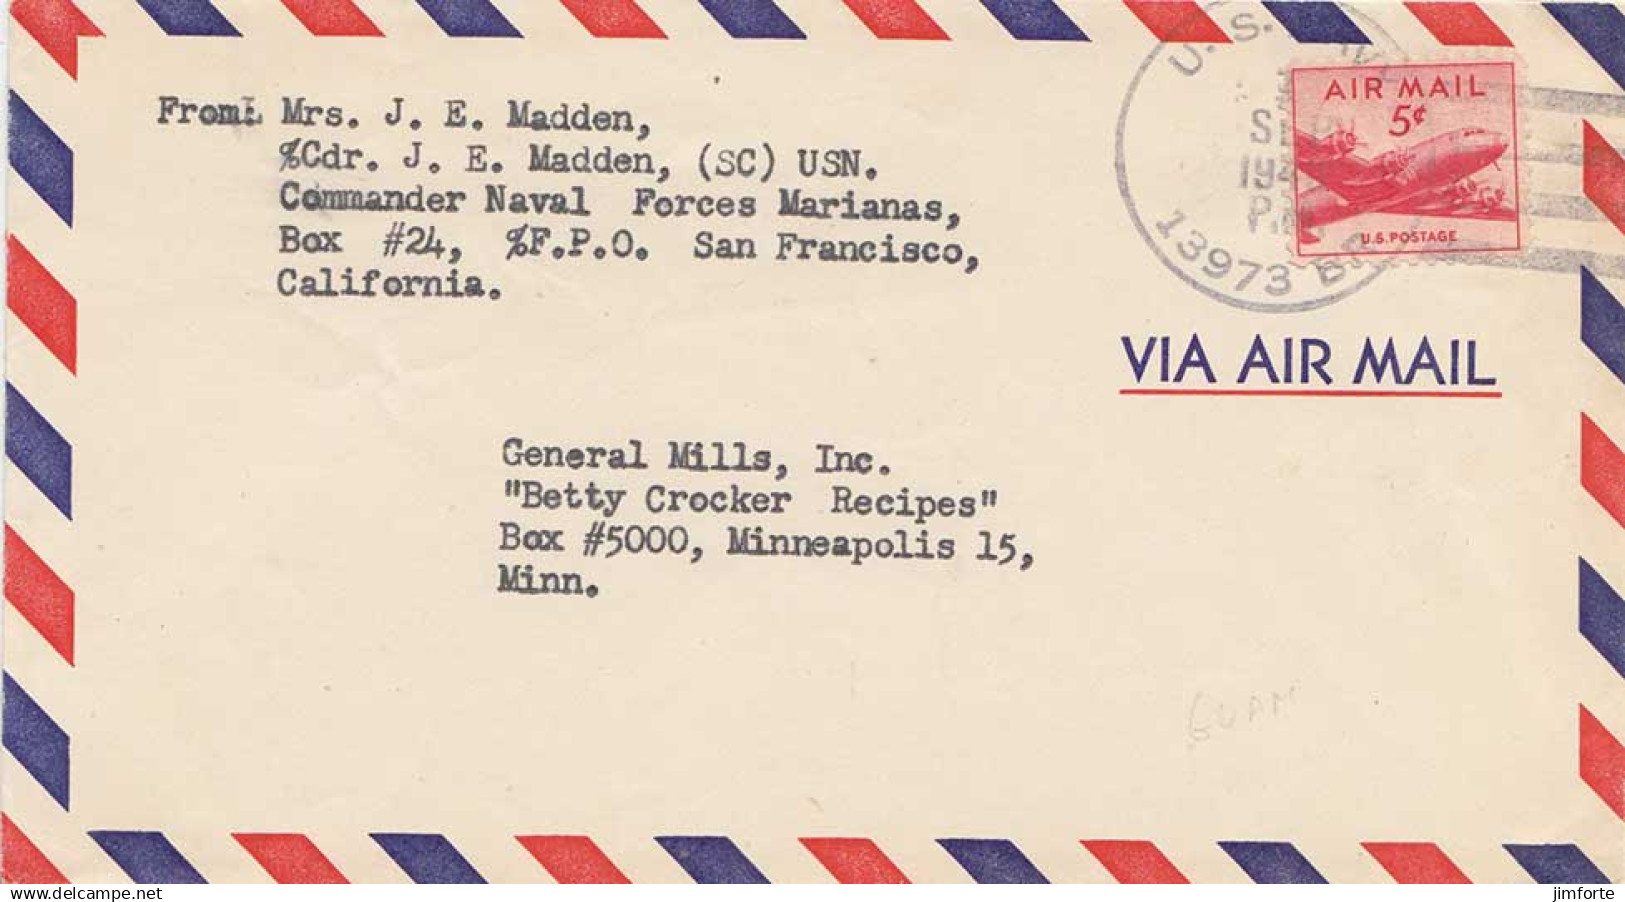 From: Mrs. J. E. Madden,
%Cdr. J. E. Madden, (SC) USN.
Commander Naval Forces Marianas,
Box #24, %F.P.O. San Francisco,
California.
U.S.
13973
AIR MAIL
5¢
U.S. POSTAGE
VIA AIR MAIL
General Mills, Inc.
"Betty Crocker Recipes"
Box #5000, Minneapolis 15,
Minn.
GUAM
www.delcampe.net
jimforte